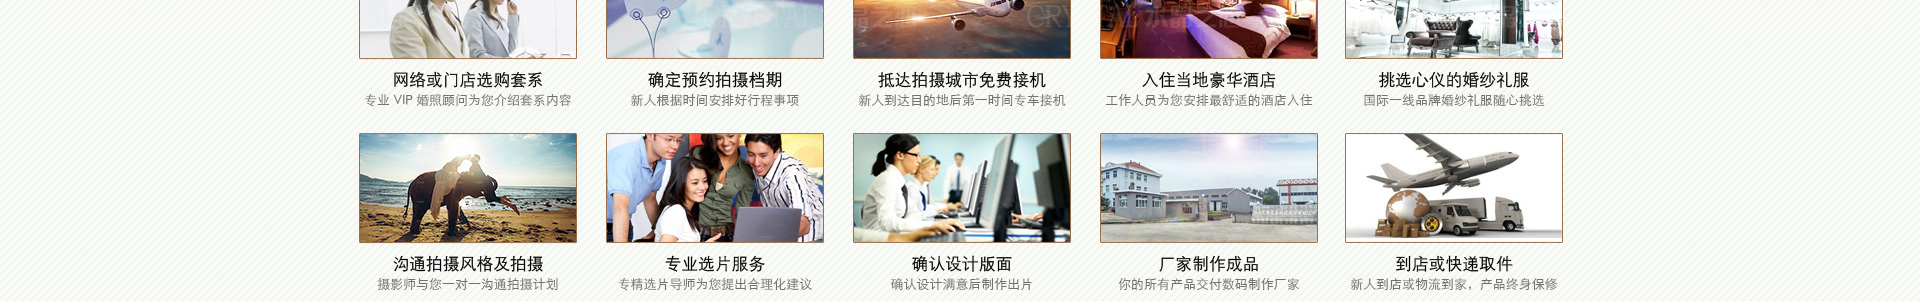 网络或门店选购套系
专业 VIP 婚照顾问为您介绍套系内容
确定预约拍摄档期
新人根据时间安排好行程事项
抵达拍摄城市免费接机
新人到达目的地后第一时间专车接机
入住当地豪华酒店
工作人员为您安排最舒适的酒店入住
挑选心仪的婚纱礼服
国际一线品牌婚纱礼服随心挑选
沟通拍摄风格及拍摄
摄影师与您一对一沟通拍摄计划
专业选片服务
专精选片导师为您提出合理化建议
确认设计版面
确认设计满意后制作出片
厂家制作成品
你的所有产品交付数码制作厂家
到店或快递取件
新人到店或物流到家，产品终身保修